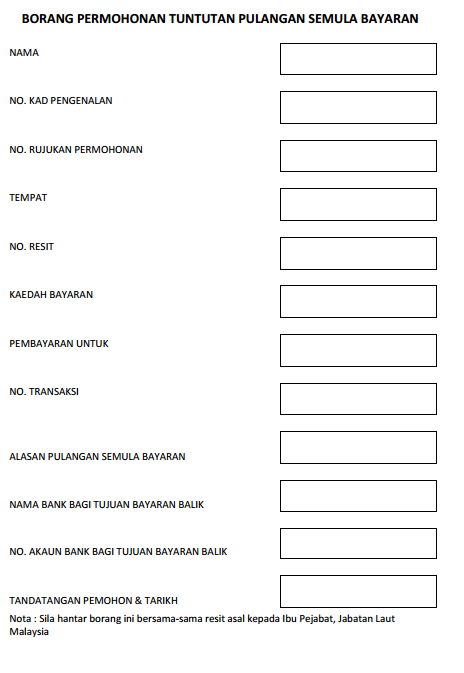 BORANG PERMOHONAN TUNTUTAN PULANGAN SEMULA BAYARAN
NAMA
NO. KAD PENGENALAN
NO. RUJUKAN PERMOHONAN
TEMPAT
NO. RESIT
KAEDAH BAYARAN
PEMBAYARAN UNTUK
NO. TRANSAKSI
ALASAN PULANGAN SEMULA BAYARAN
NAMA BANK BAGI TUJUAN BAYARAN BALIK
NO. AKAUN BANK BAGI TUJUAN BAYARAN BALIK
TANDATANGAN PEMOHON & TARIKH
Nota : Sila hantar borang ini bersama-sama resit asal kepada Ibu Pejabat, Jabatan Laut
Malaysia